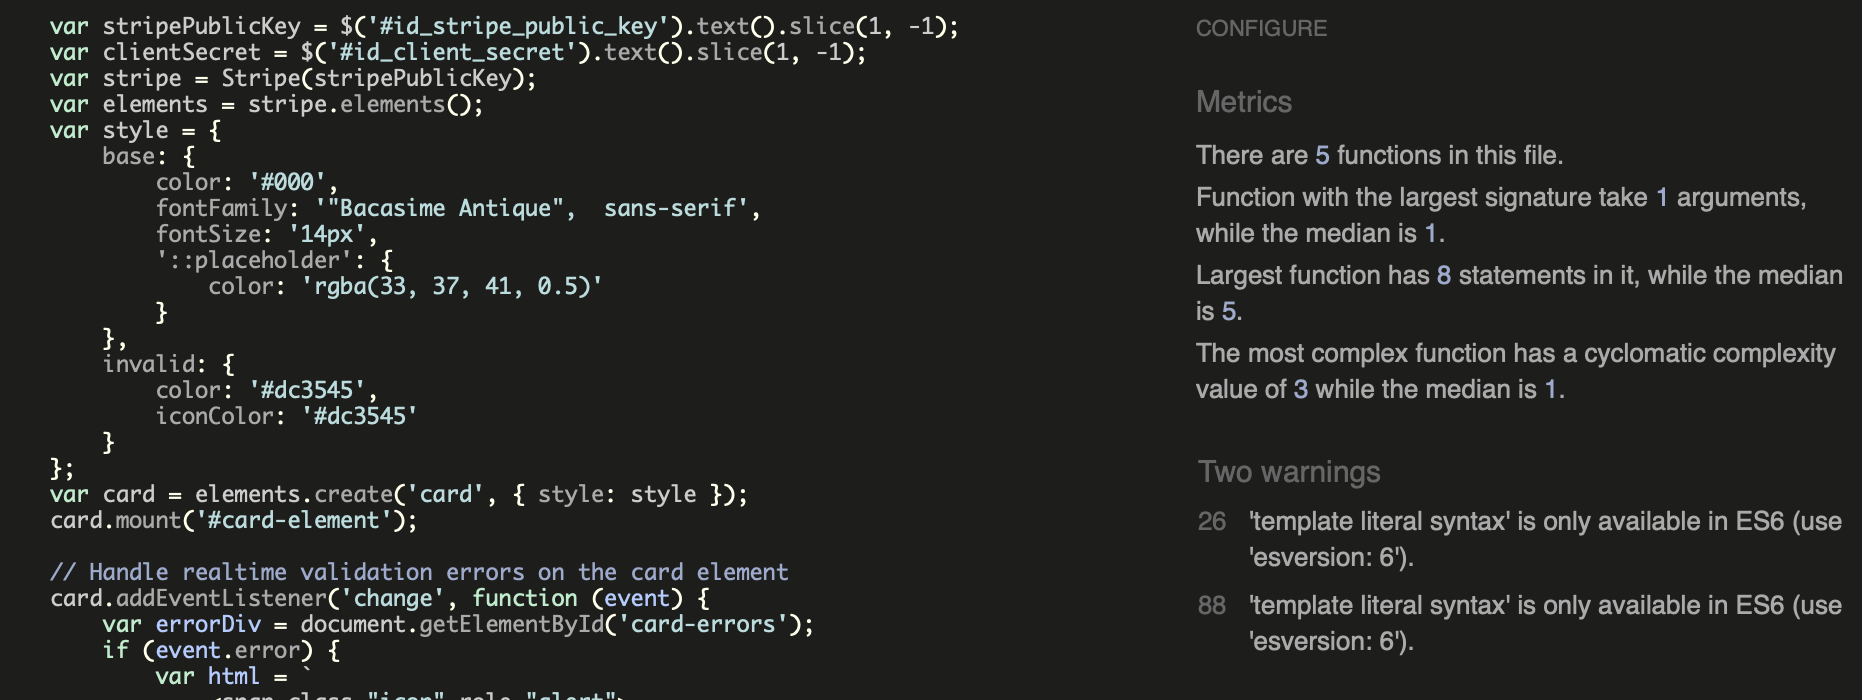 var stripePublicKey = $('#id_stripe_public_key').text().slice(1, -1);
var clientSecret = $('#id_client_secret').text().slice(1, -1);
var stripe = Stripe(stripePublicKey);
var elements = stripe.elements();
var style = {
    base: {
        color: '#000',
        fontFamily: '"Bacasime Antique",  sans-serif',
        fontSize: '14px',
        '::placeholder': {
            color: 'rgba(33, 37, 41, 0.5)'
        }
    },
    invalid: {
        color: '#dc3545',
        iconColor: '#dc3545'
    }
};
var card = elements.create('card', { style: style });
card.mount('#card-element');

// Handle realtime validation errors on the card element
card.addEventListener('change', function (event) {
    var errorDiv = document.getElementById('card-errors');
    if (event.error) {
        var html = `
            <span class="icon" role="alert">
CONFIGURE
Metrics
There are 5 functions in this file.
Function with the largest signature take 1 arguments,
while the median is 1.
Largest function has 8 statements in it, while the median
is 5.
The most complex function has a cyclomatic complexity
value of 3 while the median is 1.
Two warnings
26 'template literal syntax' is only available in ES6 (use
'esversion: 6').
88 'template literal syntax' is only available in ES6 (use
'esversion: 6').